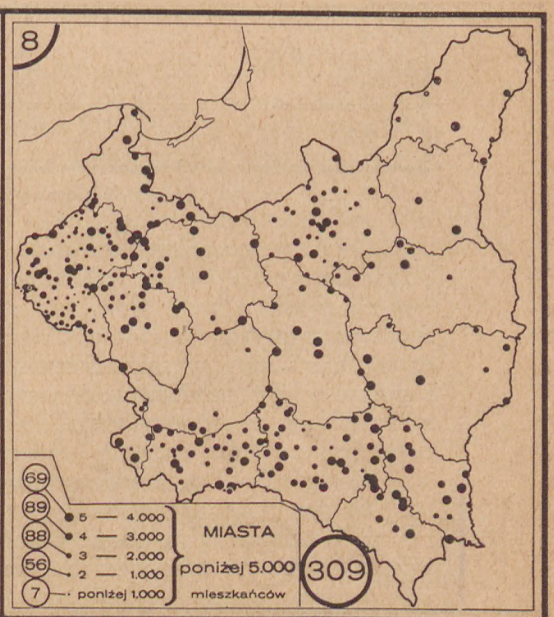 8
69
5 — 4.000
89
4 — 3.000
88
3 — 2.000
56
2 — 1.000
7
poniżej 1.000
MIASTA
poniżej 5.000
mieszkańców
309